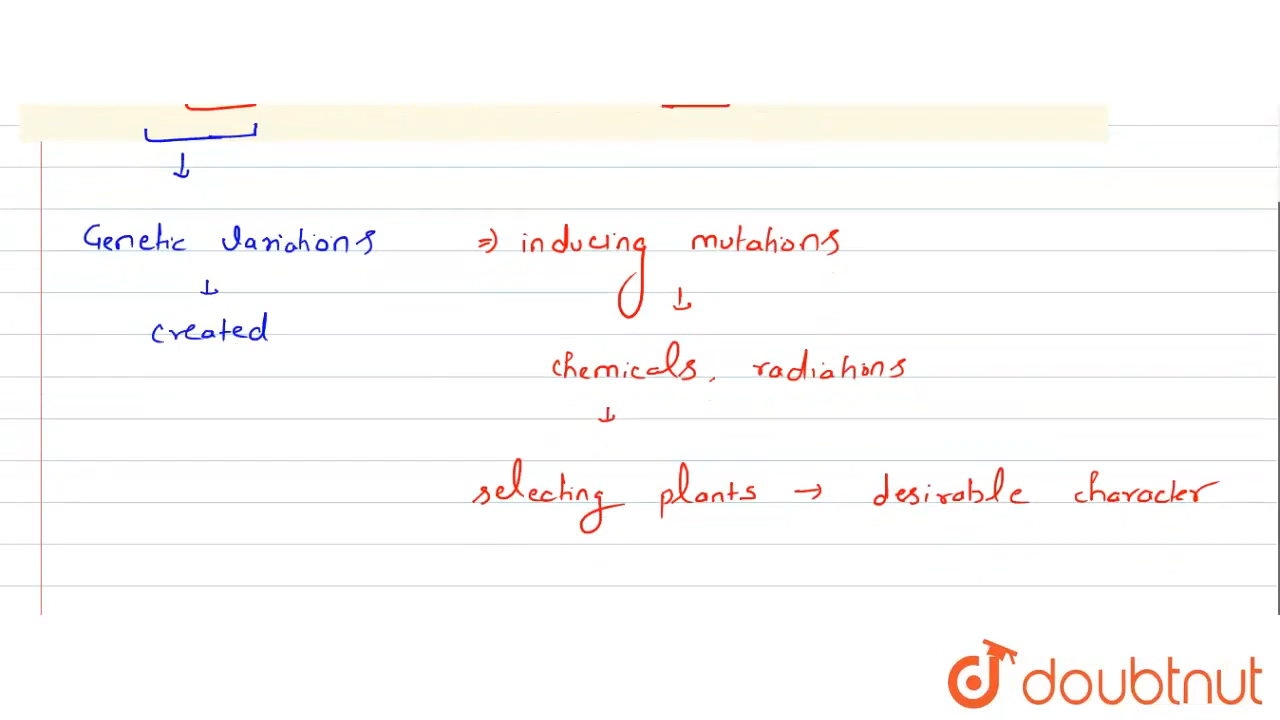 ↓
Genetic variations ⇒ inducing mutations
↓ ↓
created
chemicals, radiations
↓
selecting plants → desirable character
doubtnut